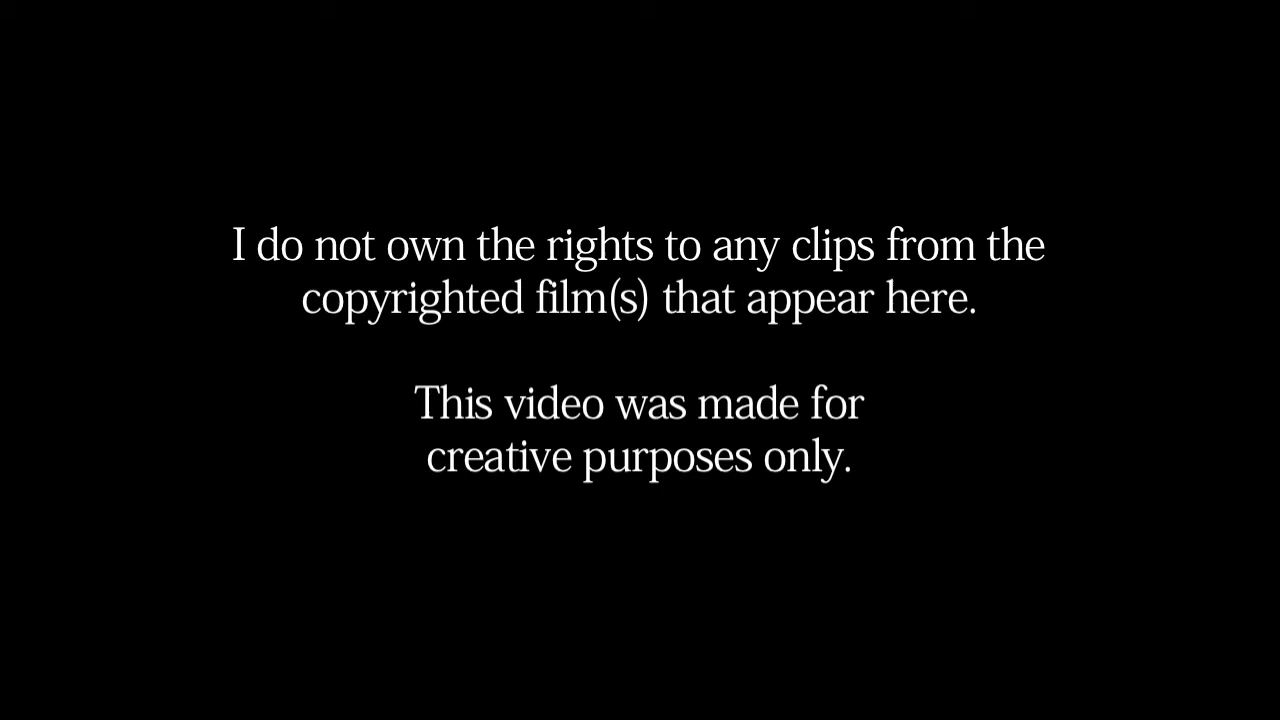 I do not own the rights to any clips from the
copyrighted film(s) that appear here.
This video was made for
creative purposes only.